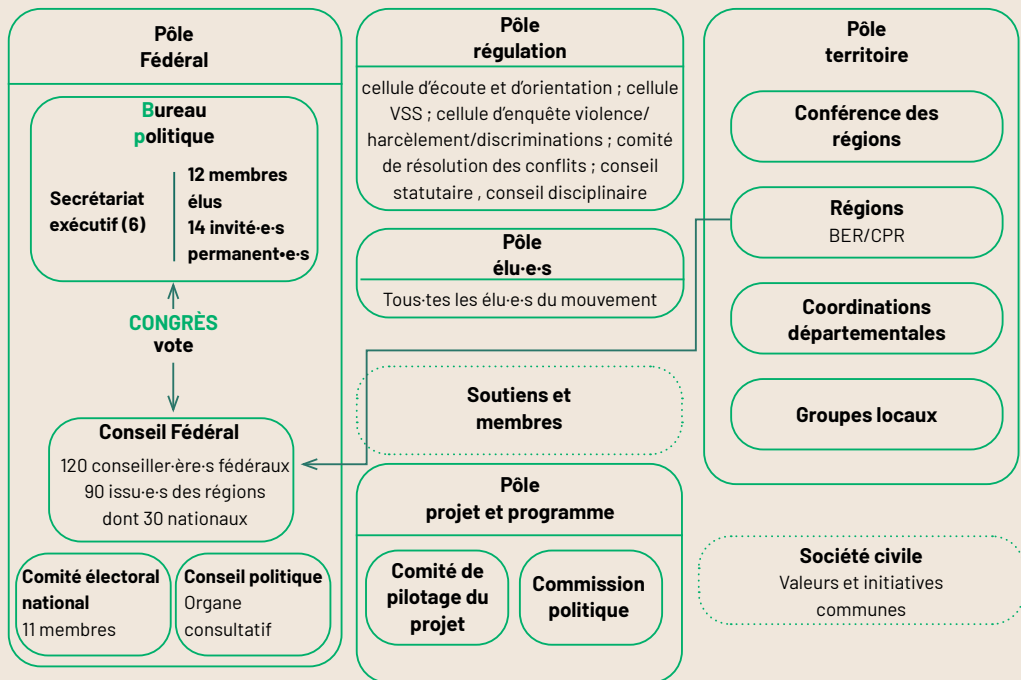 Pôle
Fédéral
Bureau
politique
Secrétariat
exécutif (6)
12 membres
élus
14 invité·e·s
permanent•e·s
CONGRÈS
vote
Conseil Fédéral
120 conseiller·ère·s fédéraux
90 issu·e·s des régions
dont 30 nationaux
Comité électoral
national
11 membres
Conseil politique
Organe
consultatif
Pôle
régulation
cellule d'écoute et d'orientation ; cellule
VSS ; cellule d'enquête violence/
harcèlement/discriminations ; comité
de résolution des conflits ; conseil
statutaire , conseil disciplinaire
Pôle
élu·e·s
Tous·tes les élu·e·s du mouvement
Soutiens et
membres
Pôle
projet et programme
Comité de
pilotage du
projet
Commission
politique
Pôle
territoire
Conférence des
régions
Régions
BER/CPR
Coordinations
départementales
Groupes locaux
Société civile
Valeurs et initiatives
communes